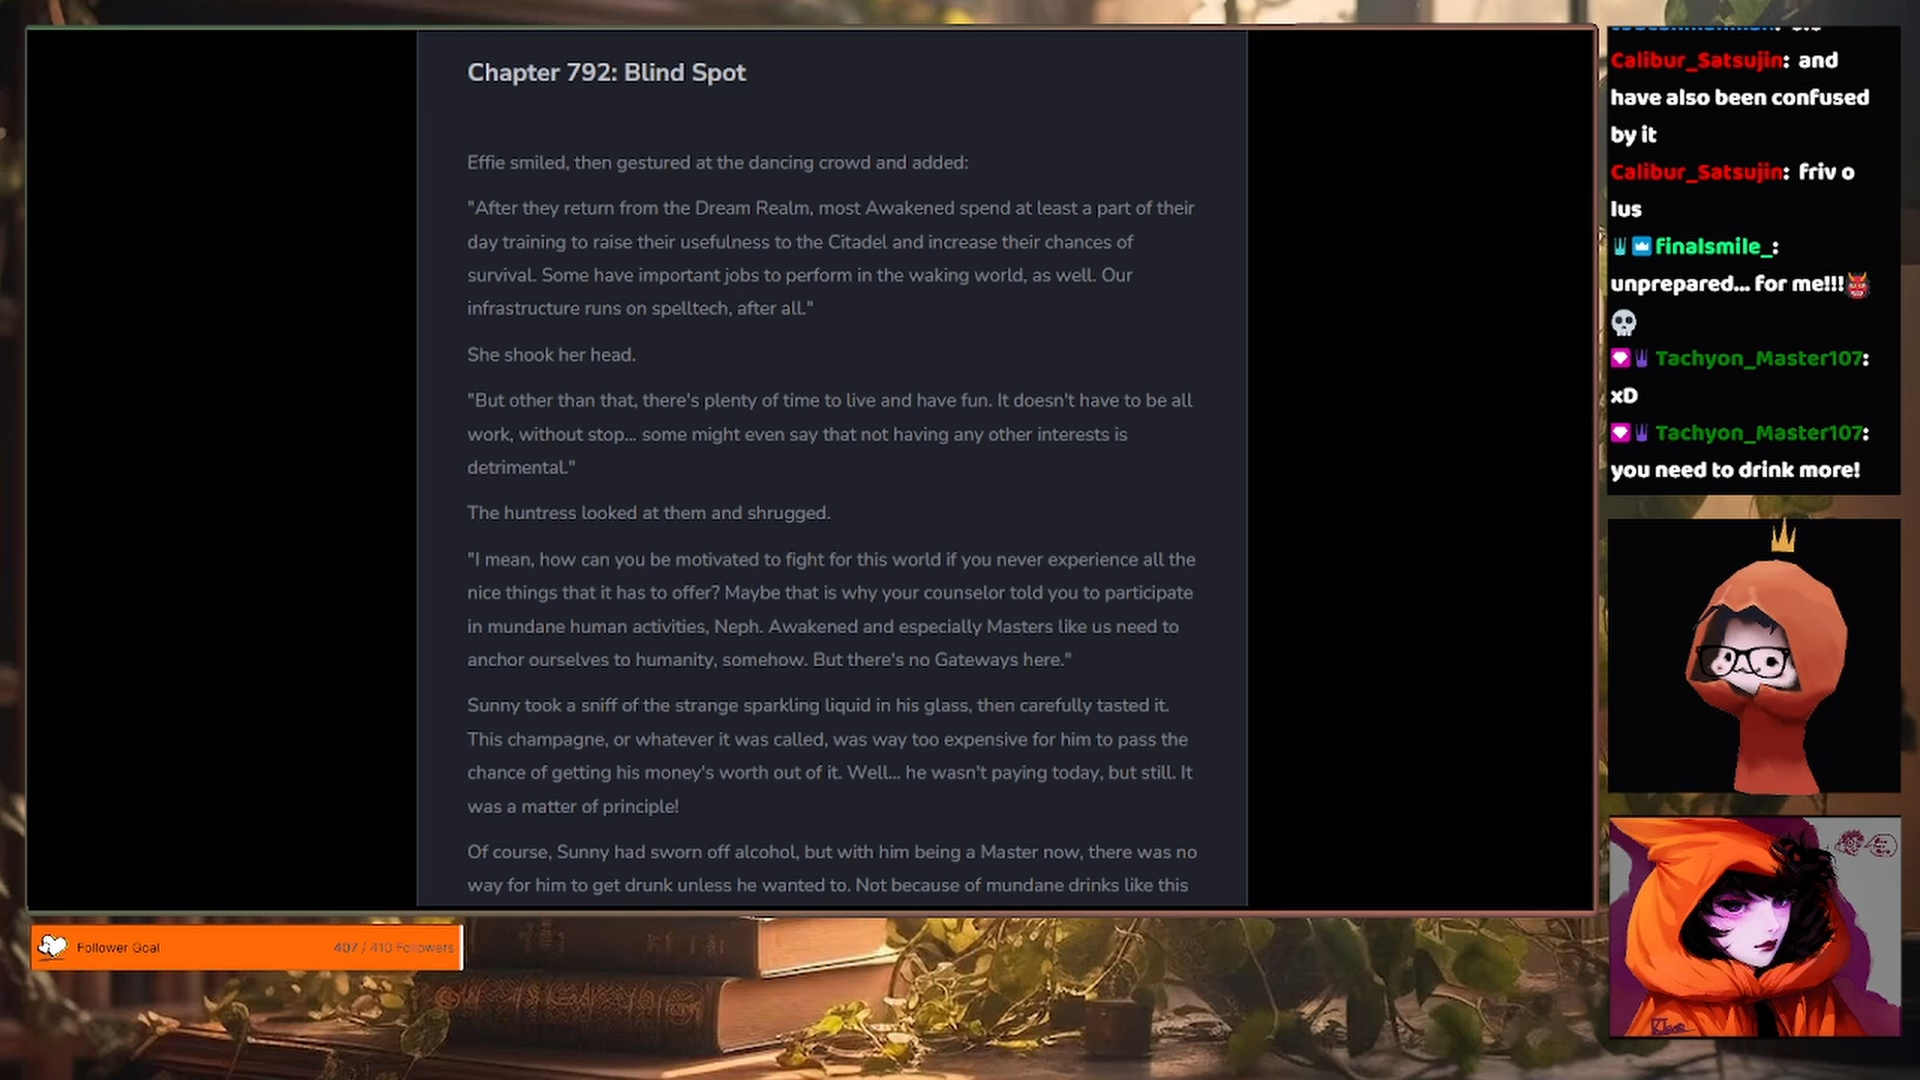 Chapter 792: Blind Spot
Effie smiled, then gestured at the dancing crowd and added:
"After they return from the Dream Realm, most Awakened spend at least a part of their
day training to raise their usefulness to the Citadel and increase their chances of
survival. Some have important jobs to perform in the waking world, as well. Our
infrastructure runs on spelltech, after all."
She shook her head.
"But other than that, there's plenty of time to live and have fun. It doesn't have to be all
work, without stop... some might even say that not having any other interests is
detrimental."
The huntress looked at them and shrugged.
"I mean, how can you be motivated to fight for this world if you never experience all the
nice things that it has to offer? Maybe that is why your counselor told you to participate
in mundane human activities, Neph. Awakened and especially Masters like us need to
anchor ourselves to humanity, somehow. But there's no Gateways here."
Sunny took a sniff of the strange sparkling liquid in his glass, then carefully tasted it.
This champagne, or whatever it was called, was way too expensive for him to pass the
chance of getting his money's worth out of it. Well... he wasn't paying today, but still. It
was a matter of principle!
Of course, Sunny had sworn off alcohol, but with him being a Master now, there was no
way for him to get drunk unless he wanted to. Not because of mundane drinks like this
Calibur_Satsujin: and
have also been confused
by it
Calibur_Satsujin: friv o
lus
finalsmile_:
unprepared... for me!!!👹
💀
Tachyon_Master107:
xD
Tachyon_Master107:
you need to drink more!
Follower Goal
407 / 410 Followers